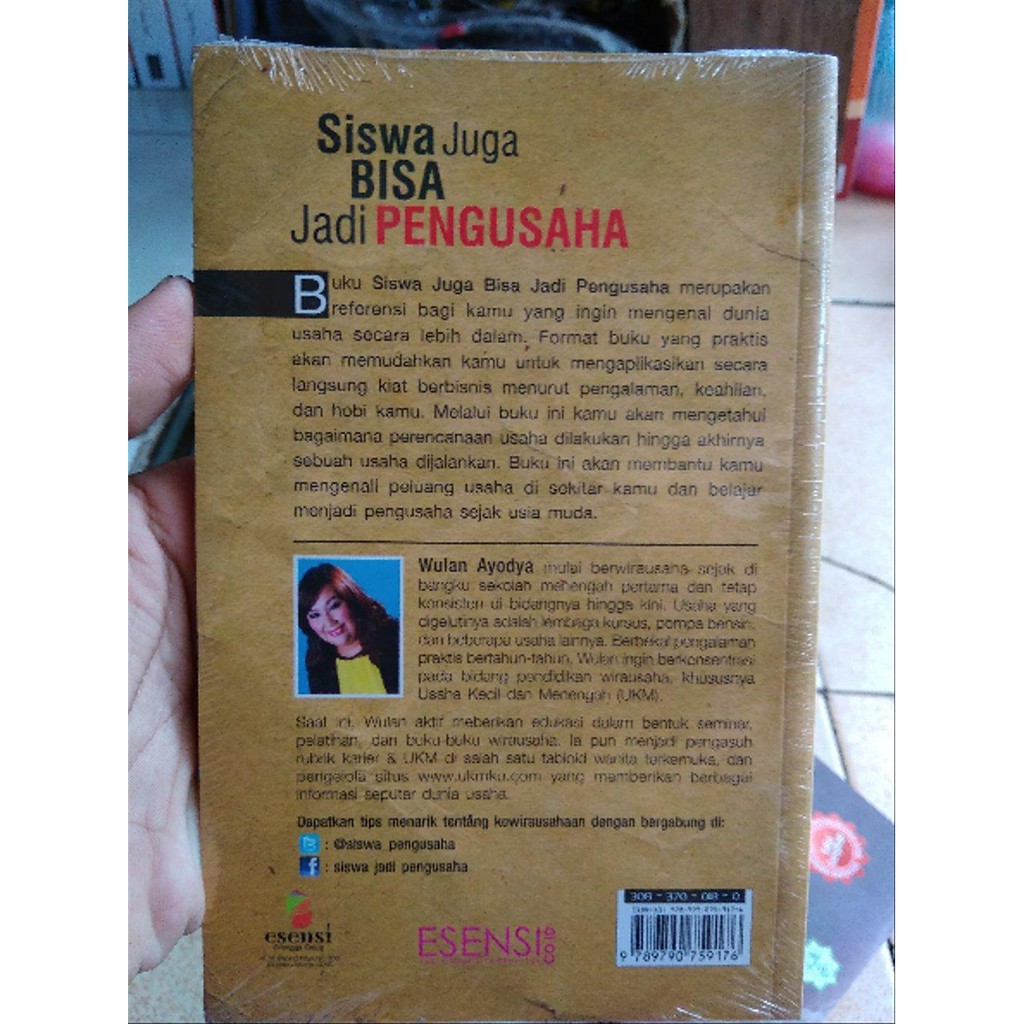 Siswa Juga
BISA
Jadi PENGUSAHA
Buku Siswa Juga Bisa Jadi Pengusaha merupakan
referensi bagi kamu yang ingin mengenal dunia
usaha secara lebih dalam. Format buku yang praktis
akan memudahkan kamu untuk mengaplikasikan secara
langsung kiat berbisnis menurut pengalaman, keahlian,
dan hobi kamu. Melalui buku ini kamu akan mengetahui
bagaimana perencanaan usaha dilakukan hingga akhirnya
sebuah usaha dijalankan. Buku ini akan membantu kamu
mengenali peluang usaha di sekitar kamu dan belajar
menjadi pengusaha sejak usia muda.
Wulan Ayodya mulai berwirausaha sejak di
bangku sekolah menengah pertama dan tetap
konsisten di bidangnya hingga kini. Usaha yang
digelutinya adalah lembaga kursus, pompa bensin,
dan beberapa usaha lainnya. Berbekal pengalaman
praktis bertahun-tahun, Wulan ingin berkonsentrasi
pada bidang pendidikan wirausaha, khususnya
Usaha Kecil dan Menengah (UKM).
Saat ini, Wulan aktif meberikan edukasi dalam bentuk seminar,
pelatihan, dan buku-buku wirausaha. Ia pun menjadi pengasuh
rubrik karier & UKM di salah satu tabloid wanita terkemuka, dan
pengelola situs www.ukmku.com yang memberikan berbagai
informasi seputar dunia usaha.
Dapatkan tips menarik tentang kewirausahaan dengan bergabung di:
: @siswa_pengusaha
: siswa jadi pengusaha
308-370-018-0
esensi
Erlangga Group
ESENSI
9 789790 759176